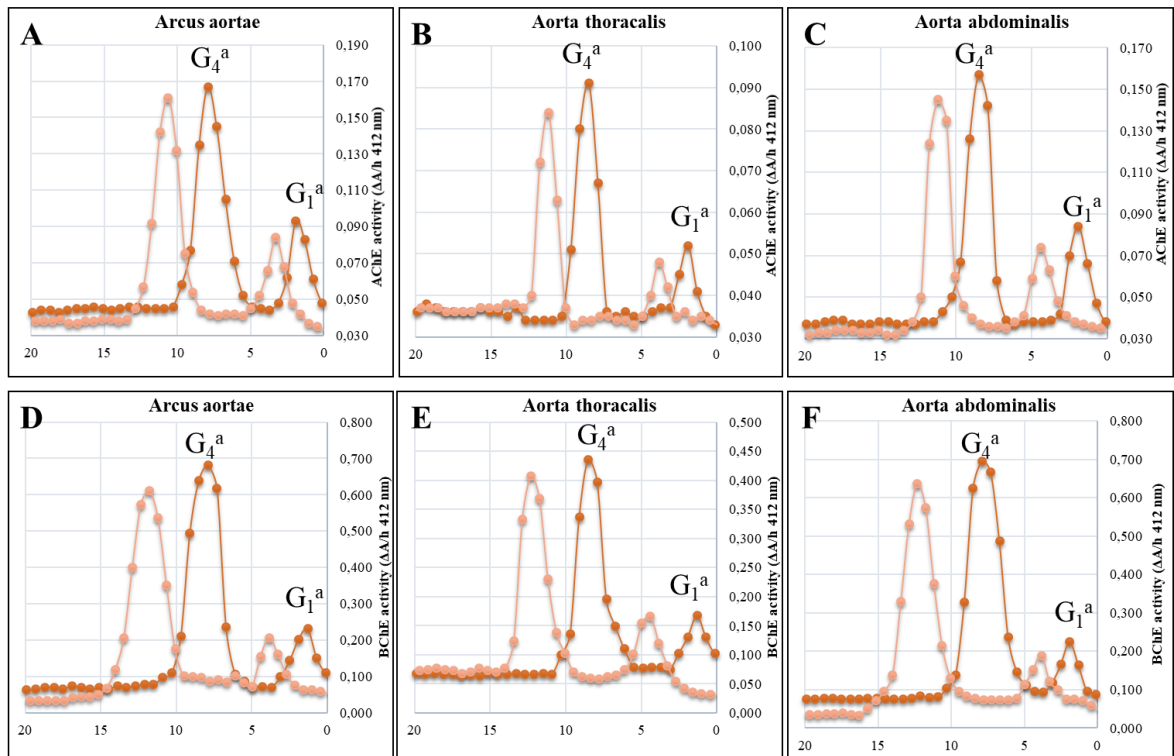 A
Arcus aortae
G₄ᵃ
G₁ᵃ
0,190
0,170
0,150
0,130
0,110
0,090
0,070
0,050
0,030
AChE activity (ΔA/h 412 nm)
20 15 10 5 0
B
Aorta thoracalis
G₄ᵃ
G₁ᵃ
0,100
0,090
0,080
0,070
0,060
0,050
0,040
0,030
AChE activity (ΔA/h 412 nm)
20 15 10 5 0
C
Aorta abdominalis
G₄ᵃ
G₁ᵃ
0,170
0,150
0,130
0,110
0,090
0,070
0,050
0,030
AChE activity (ΔA/h 412 nm)
20 15 10 5 0
D
Arcus aortae
G₄ᵃ
G₁ᵃ
0,800
0,700
0,600
0,500
0,400
0,300
0,200
0,100
0,000
BChE activity (ΔA/h 412 nm)
20 15 10 5 0
E
Aorta thoracalis
G₄ᵃ
G₁ᵃ
0,500
0,450
0,400
0,350
0,300
0,250
0,200
0,150
0,100
0,050
0,000
BChE activity (ΔA/h 412 nm)
20 15 10 5 0
F
Aorta abdominalis
G₄ᵃ
G₁ᵃ
0,800
0,700
0,600
0,500
0,400
0,300
0,200
0,100
0,000
BChE activity (ΔA/h 412 nm)
20 15 10 5 0